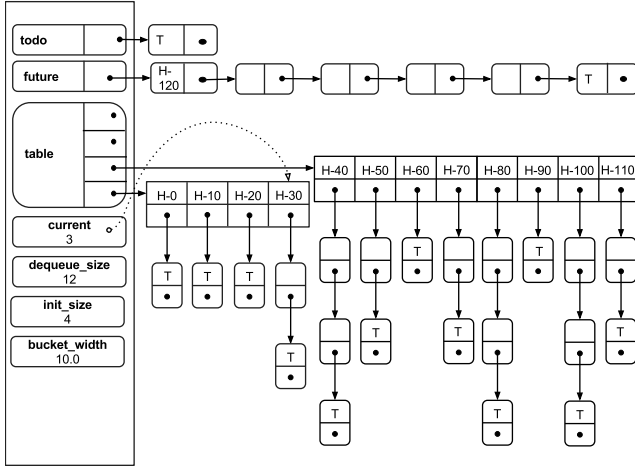 todo
T
future
H-
120
T
table
H-40 H-50 H-60 H-70 H-80 H-90 H-100 H-110
H-0 H-10 H-20 H-30
current
3
dequeue_size
12
init_size
4
bucket_width
10.0
T T
T T T
T T T
T
T T T